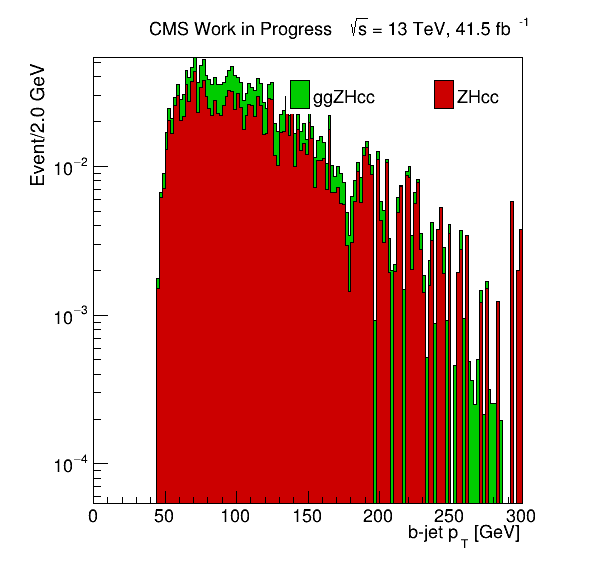 CMS Work in Progress √s = 13 TeV, 41.5 fb⁻¹
Event/2.0 GeV
ggZHcc ZHcc
10⁻²
10⁻³
10⁻⁴
0 50 100 150 200 250 300
b-jet p_T [GeV]